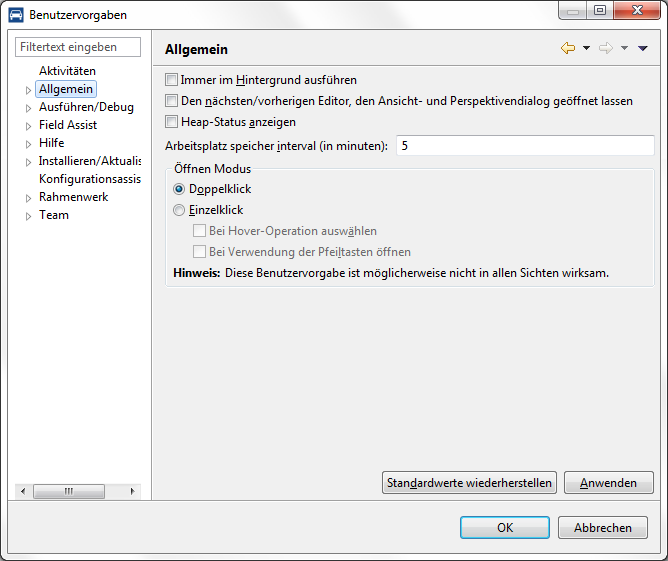 Benutzervorgaben
Filtertext eingeben
Aktivitäten
Allgemein
Ausführen/Debug
Field Assist
Hilfe
Installieren/Aktualis
Konfigurationsassis
Rahmenwerk
Team
Allgemein
Immer im Hintergrund ausführen
Den nächsten/vorherigen Editor, den Ansicht- und Perspektivendialog geöffnet lassen
Heap-Status anzeigen
Arbeitsplatz speicher interval (in minuten): 5
Öffnen Modus
Doppelklick
Einzelklick
Bei Hover-Operation auswählen
Bei Verwendung der Pfeiltasten öffnen
Hinweis: Diese Benutzervorgabe ist möglicherweise nicht in allen Sichten wirksam.
Standardwerte wiederherstellen Anwenden
OK Abbrechen